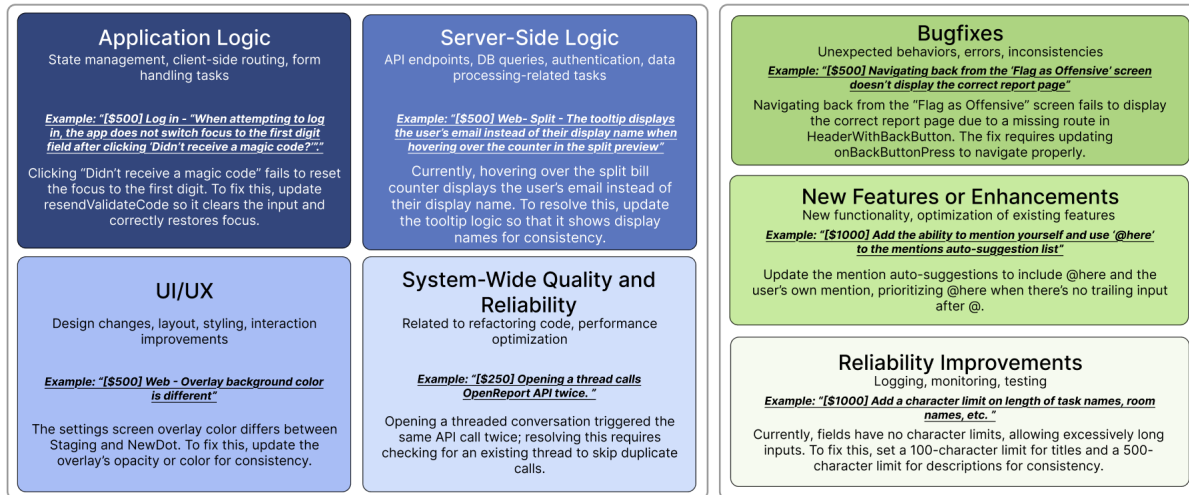 Application Logic
State management, client-side routing, form
handling tasks
Example: “[$500] Log in - “When attempting to log
in, the app does not switch focus to the first digit
field after clicking ‘Didn’t receive a magic code?’”.”
Clicking “Didn’t receive a magic code” fails to reset
the focus to the first digit. To fix this, update
resendValidateCode so it clears the input and
correctly restores focus.
Server-Side Logic
API endpoints, DB queries, authentication, data
processing-related tasks
Example: “[$500] Web- Split - The tooltip displays
the user’s email instead of their display name when
hovering over the counter in the split preview”
Currently, hovering over the split bill
counter displays the user’s email instead of
their display name. To resolve this, update
the tooltip logic so that it shows display
names for consistency.
UI/UX
Design changes, layout, styling, interaction
improvements
Example: “[$500] Web - Overlay background color
is different”
The settings screen overlay color differs between
Staging and NewDot. To fix this, update the
overlay’s opacity or color for consistency.
System-Wide Quality and
Reliability
Related to refactoring code, performance
optimization
Example: “[$250] Opening a thread calls
OpenReport API twice. ”
Opening a threaded conversation triggered the
same API call twice; resolving this requires
checking for an existing thread to skip duplicate
calls.
Bugfixes
Unexpected behaviors, errors, inconsistencies
Example: “[$500] Navigating back from the ‘Flag as Offensive’ screen
doesn’t display the correct report page”
Navigating back from the “Flag as Offensive” screen fails to display
the correct report page due to a missing route in
HeaderWithBackButton. The fix requires updating
onBackButtonPress to navigate properly.
New Features or Enhancements
New functionality, optimization of existing features
Example: “[$1000] Add the ability to mention yourself and use ‘@here’
to the mentions auto-suggestion list”
Update the mention auto-suggestions to include @here and the
user’s own mention, prioritizing @here when there’s no trailing input
after @.
Reliability Improvements
Logging, monitoring, testing
Example: “[$1000] Add a character limit on length of task names, room
names, etc. ”
Currently, fields have no character limits, allowing excessively long
inputs. To fix this, set a 100-character limit for titles and a 500-
character limit for descriptions for consistency.